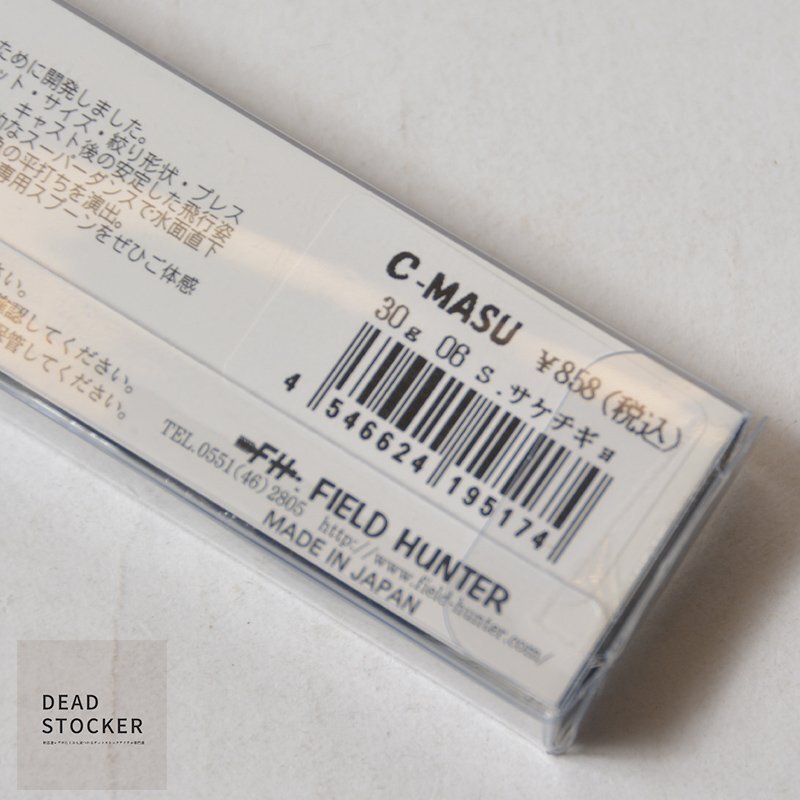 ために開発しました。
ット・サイズ・絞り形状・プレス
キャスト後の安定した飛行姿
なスーパーダンスで水面直下
の平打ちを演出。
専用スプーンをぜひご体感
さい。
確認してください。
保管してください。
C-MASU
30g 06 S.サケチギョ
¥858(税込)
4 546624 195174
FH. FIELD HUNTER
TEL.0551(46)2805 http://www.field-hunter.com/
MADE IN JAPAN
DEAD
STOCKER